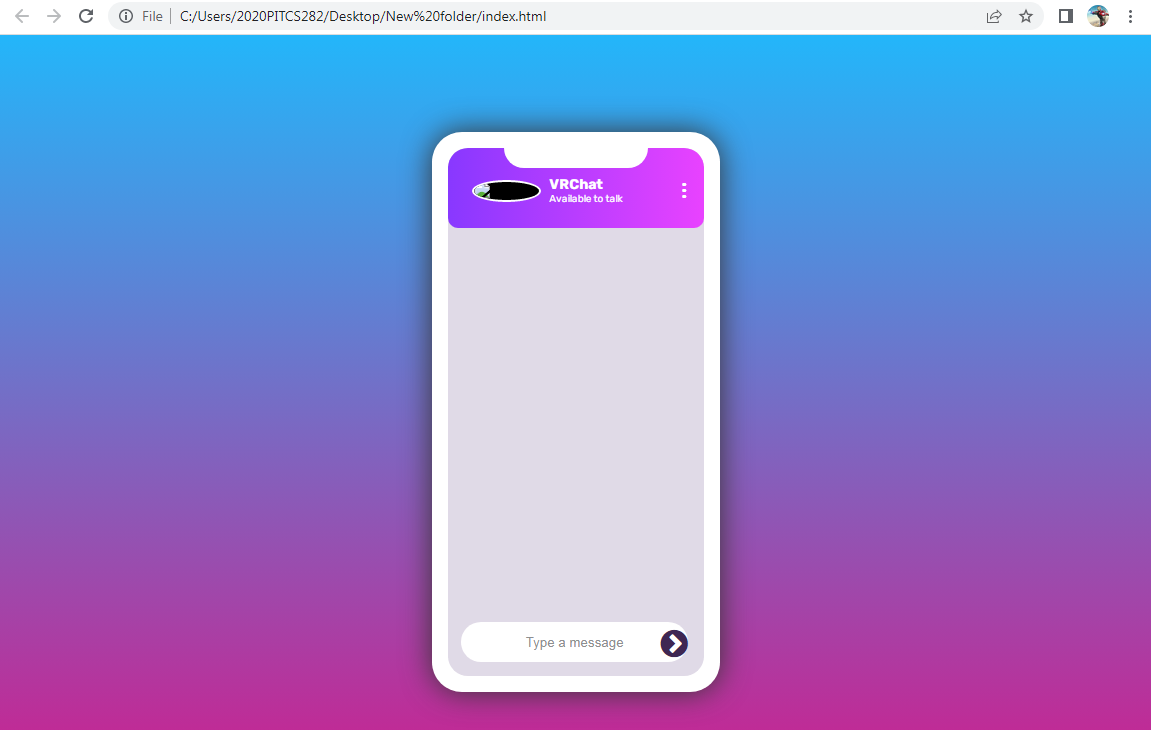 File | C:/Users/2020PITCS282/Desktop/New%20folder/index.html
VRChat
Available to talk
Type a message